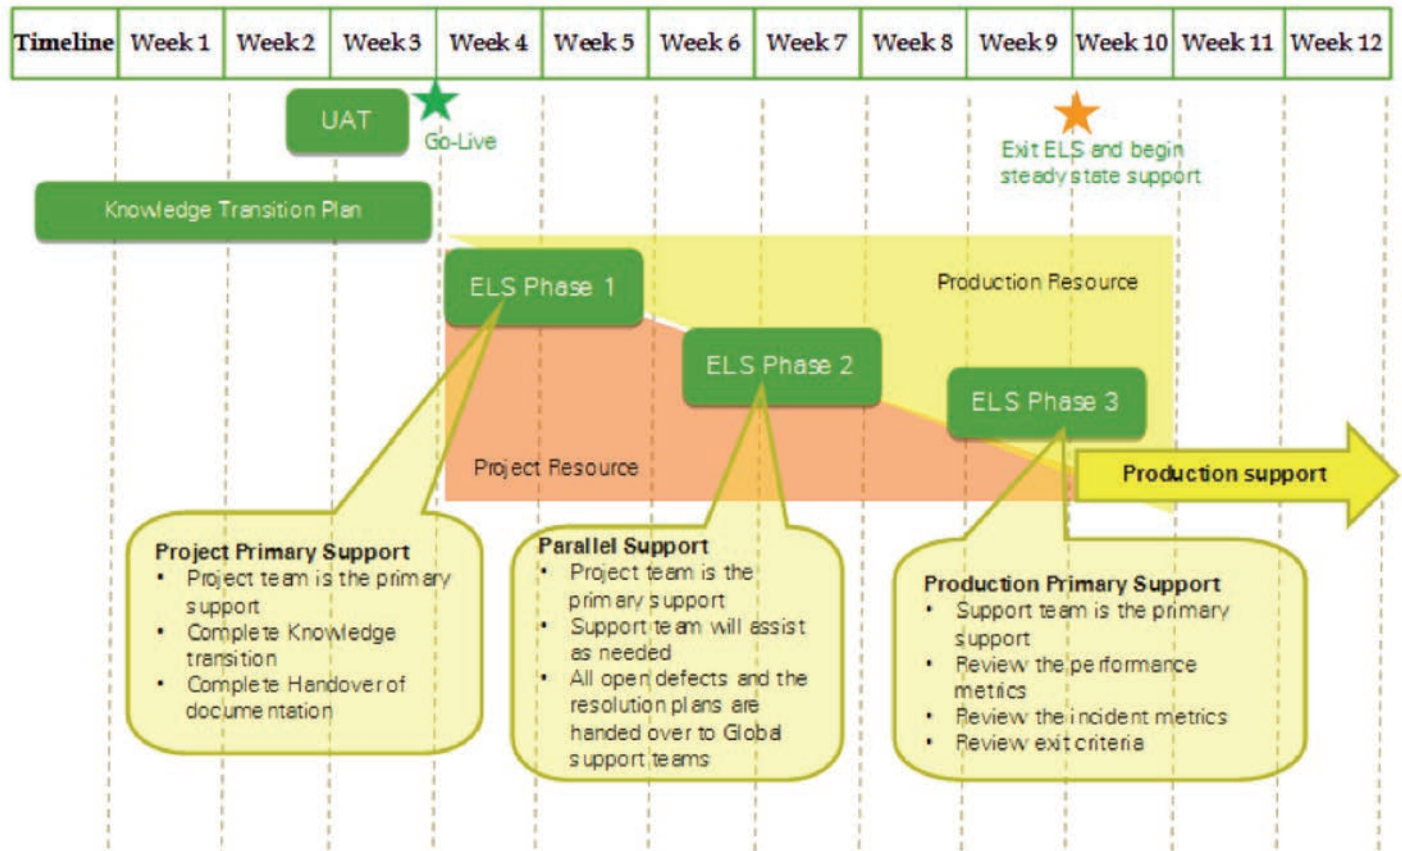 Timeline Week 1 Week 2 Week 3 Week 4 Week 5 Week 6 Week 7 Week 8 Week 9 Week 10 Week 11 Week 12
UAT
Go-Live
Exit ELS and begin
steady state support
Knowledge Transition Plan
ELS Phase 1
Production Resource
ELS Phase 2
ELS Phase 3
Project Resource
Production support
Project Primary Support
• Project team is the primary
support
• Complete Knowledge
transition
• Complete Handover of
documentation
Parallel Support
• Project team is the
primary support
• Support team will assist
as needed
• All open defects and the
resolution plans are
handed over to Global
support teams
Production Primary Support
• Support team is the primary
support
• Review the performance
metrics
• Review the incident metrics
• Review exit criteria